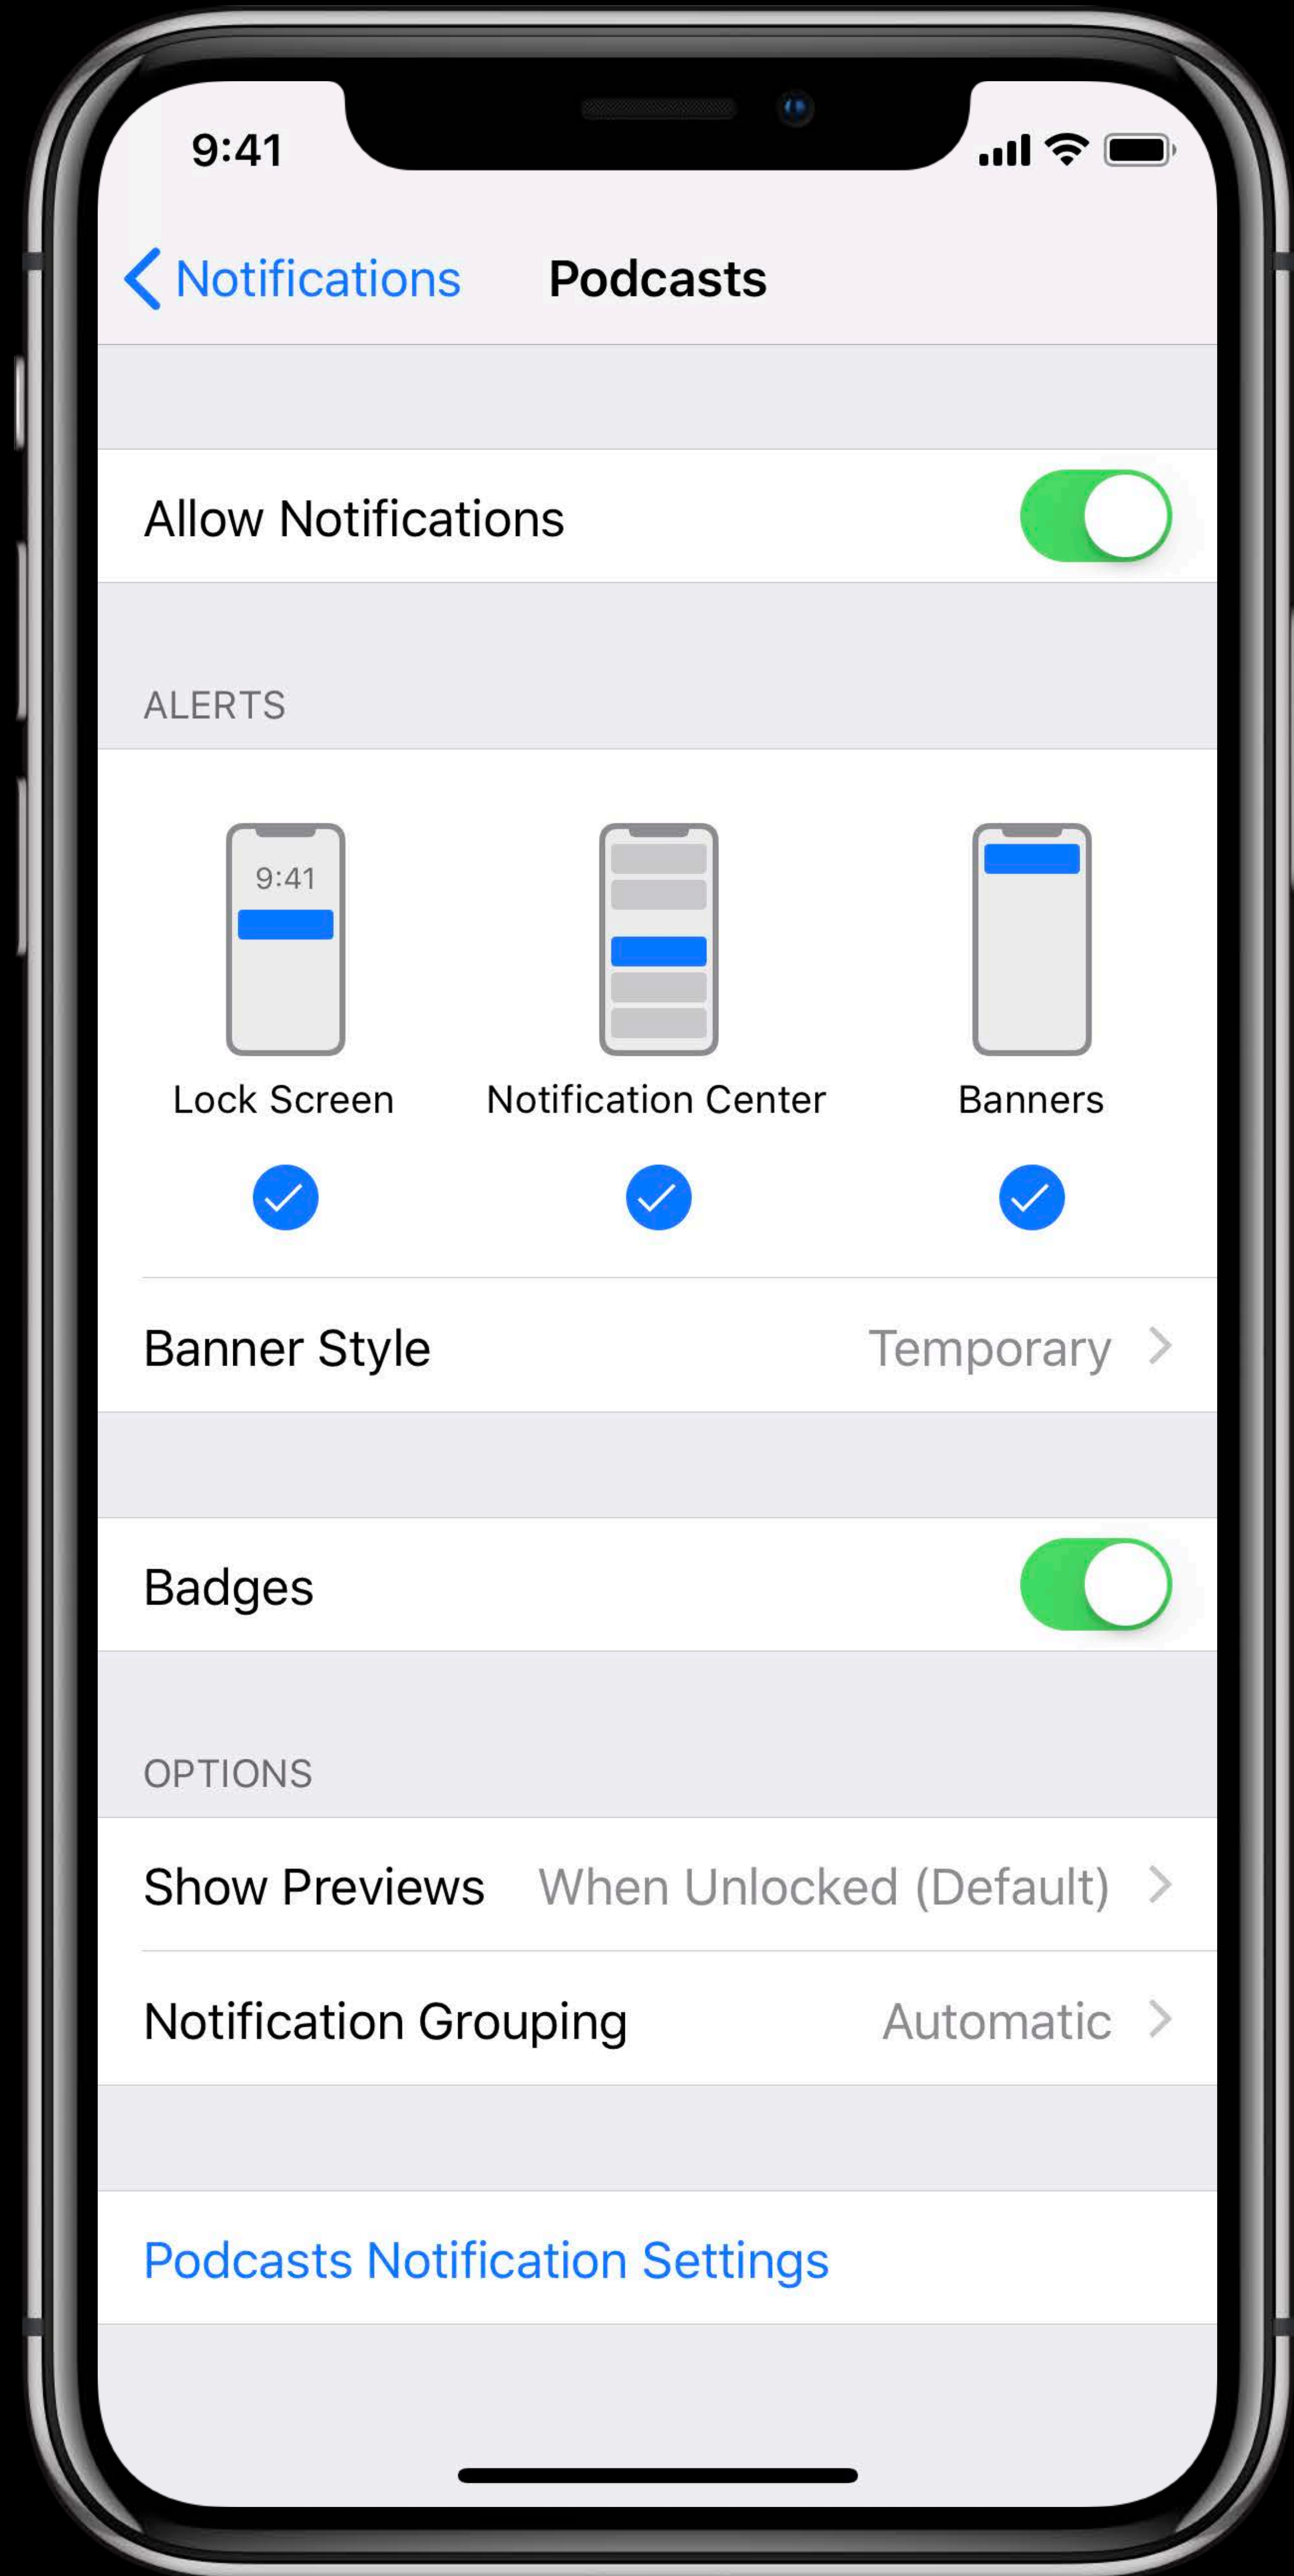 9:41
Notifications Podcasts
Allow Notifications
ALERTS
9:41
Lock Screen Notification Center Banners
Banner Style Temporary
Badges
OPTIONS
Show Previews When Unlocked (Default)
Notification Grouping Automatic
Podcasts Notification Settings